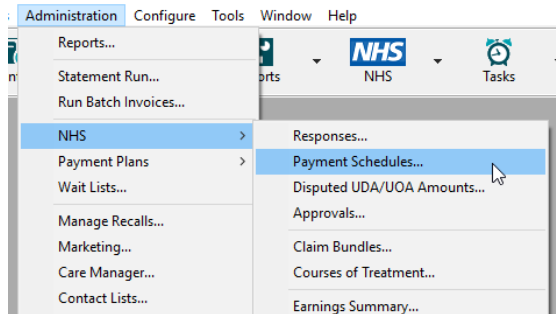 Administration Configure Tools Window Help
Reports...
NHS
orts NHS Tasks
Statement Run...
Run Batch Invoices...
NHS
Responses...
Payment Plans
Payment Schedules...
Wait Lists...
Disputed UDA/UOA Amounts...
Approvals...
Manage Recalls...
Marketing...
Claim Bundles...
Care Manager...
Courses of Treatment...
Contact Lists...
Earnings Summary...